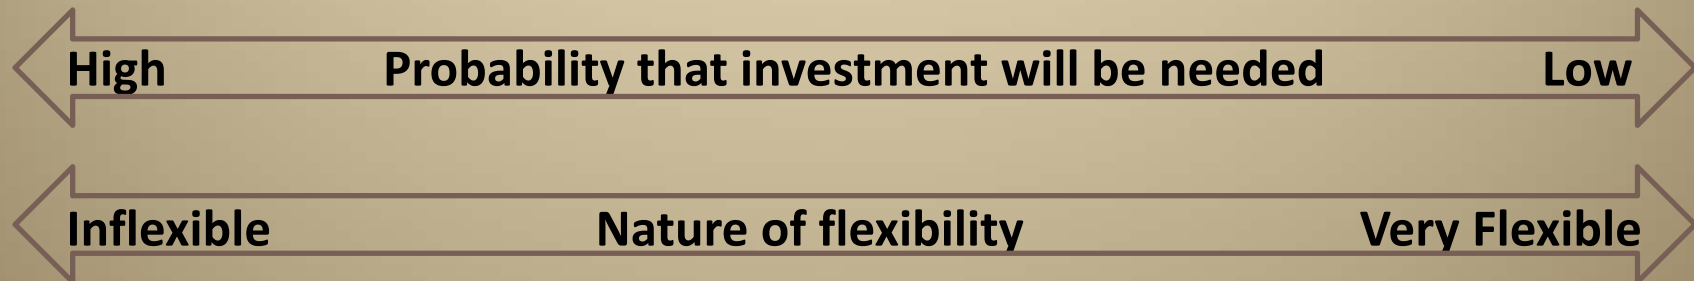 High Probability that investment will be needed Low
Inflexible Nature of flexibility Very Flexible